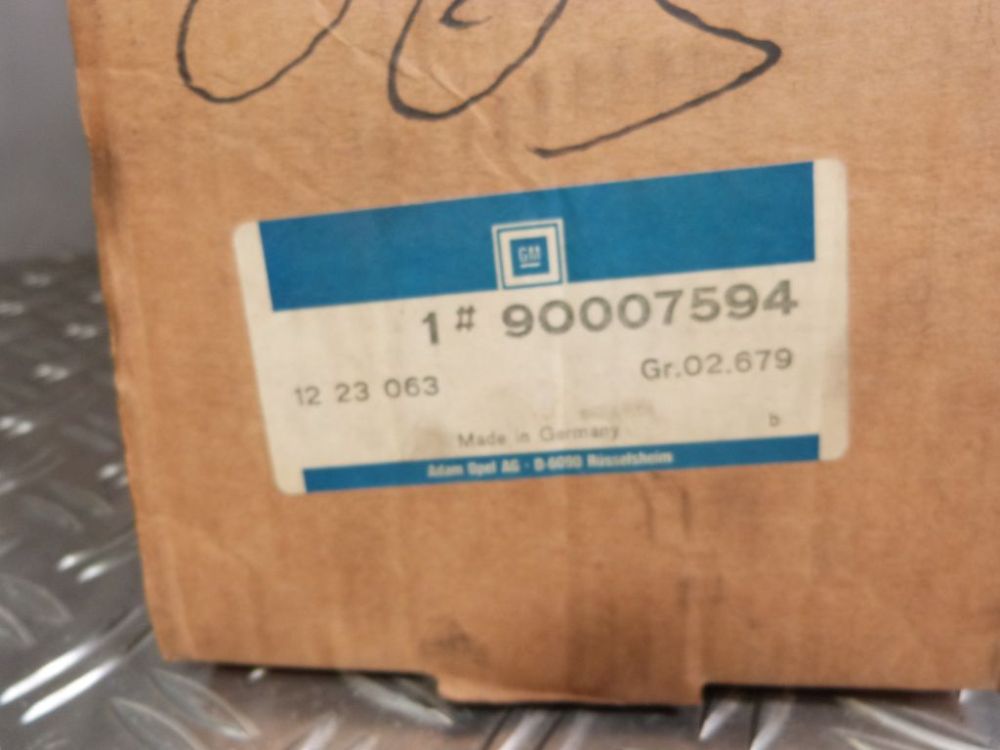 GM
1 # 90007594
12 23 063 Gr.02.679
Made in Germany b
Adam Opel AG · D-6090 Rüsselsheim